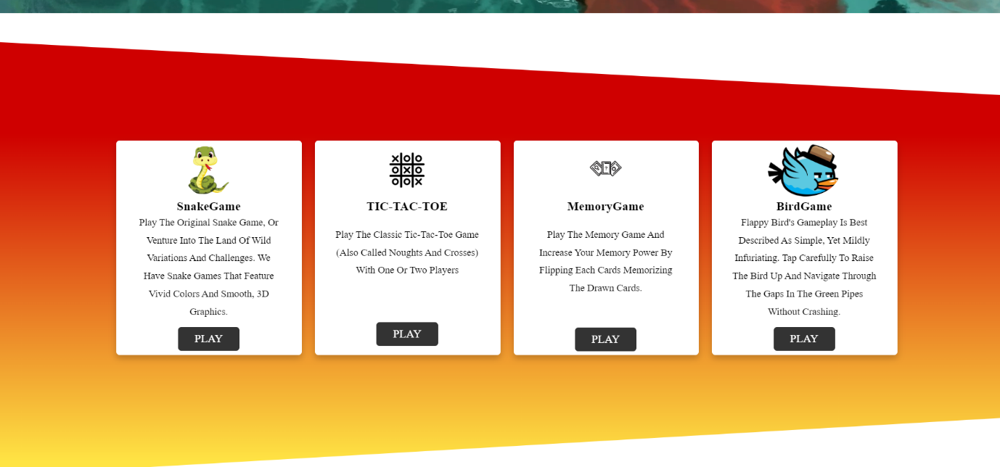 SnakeGame
Play The Original Snake Game, Or
Venture Into The Land Of Wild
Variations And Challenges. We
Have Snake Games That Feature
Vivid Colors And Smooth, 3D
Graphics.
PLAY
TIC-TAC-TOE
Play The Classic Tic-Tac-Toe Game
(Also Called Noughts And Crosses)
With One Or Two Players
PLAY
MemoryGame
Play The Memory Game And
Increase Your Memory Power By
Flipping Each Cards Memorizing
The Drawn Cards.
PLAY
BirdGame
Flappy Bird's Gameplay Is Best
Described As Simple, Yet Mildly
Infuriating. Tap Carefully To Raise
The Bird Up And Navigate Through
The Gaps In The Green Pipes
Without Crashing.
PLAY